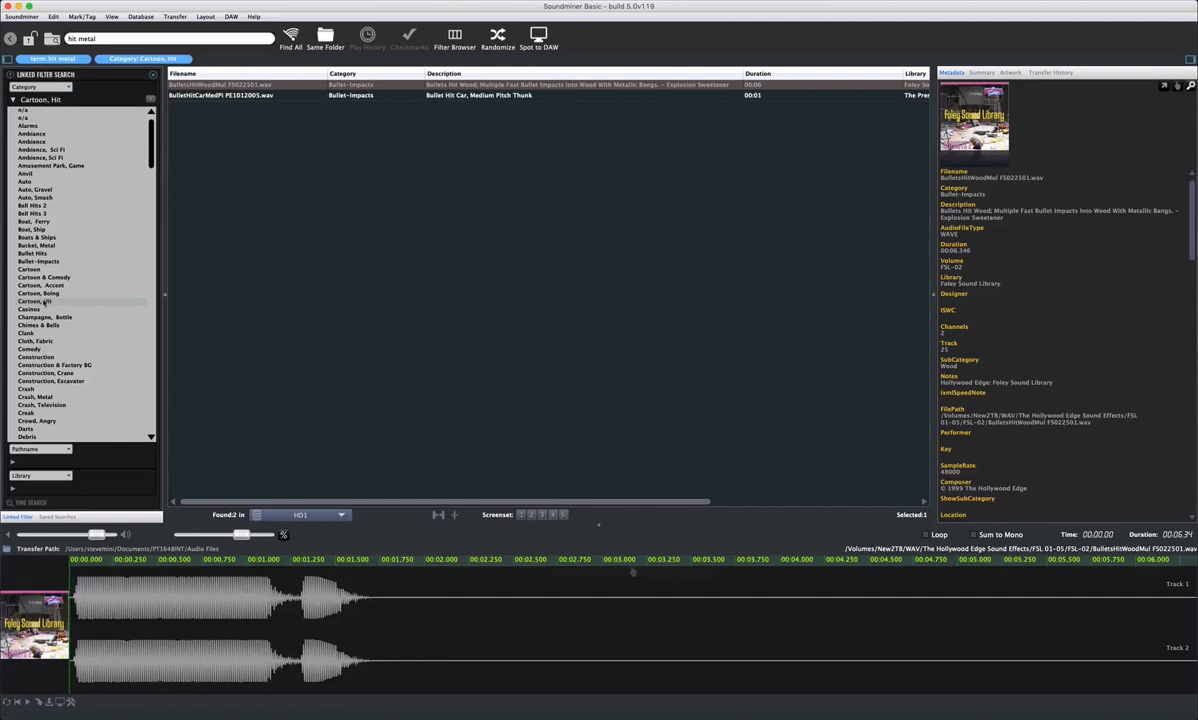 Soundminer Basic - build 5.0v119
Soundminer Edit Mark/Tag View Database Transfer Layout DAW Help
hit metal
Find All Same Folder Play History Checkmarks Filter Browser Randomize Spot to DAW
term: hit metal Category: Cartoon, Hit
LINKED FILTER SEARCH
Category
Cartoon, Hit
n/a
n/a
Alarms
Ambiance
Ambience
Ambience, Sci Fi
Ambience, Sci Fi
Amusement Park, Game
Anvil
Auto
Auto, Gravel
Auto, Smash
Bell Hits 2
Bell Hits 3
Boat, Ferry
Boat, Ship
Boats & Ships
Bucket, Metal
Bullet Hits
Bullet-Impacts
Cartoon
Cartoon & Comedy
Cartoon, Accent
Cartoon, Boing
Cartoon, Hit
Casinos
Champagne, Bottle
Chimes & Bells
Clank
Cloth, Fabric
Comedy
Construction
Construction & Factory BG
Construction, Crane
Construction, Excavator
Crash
Crash, Metal
Crash, Television
Creak
Crowd, Angry
Darts
Debris
Pathname
Library
TIME SEARCH
Linked Filter Saved Searches
Filename Category Description Duration Library
BulletsHitWoodMul FS022501.wav Bullet-Impacts Bullets Hit Wood; Multiple Fast Bullet Impacts Into Wood With Metallic Bangs. - Explosion Sweetener 00:06 Foley So
BulletHitCarMedPi PE1012005.wav Bullet-Impacts Bullet Hit Car, Medium Pitch Thunk 00:01 The Prer
Found:2 in HD1 Screenset: 1 2 3 4 5 Selected:1
Metadata Summary Artwork Transfer History
Foley Sound Library
Filename
BulletsHitWoodMul FS022501.wav
Category
Bullet-Impacts
Description
Bullets Hit Wood; Multiple Fast Bullet Impacts Into Wood With Metallic Bangs. -
Explosion Sweetener
AudioFileType
WAVE
Duration
00:06.346
Volume
FSL-02
Library
Foley Sound Library
Designer
ISWC
Channels
2
Track
25
SubCategory
Wood
Notes
Hollywood Edge: Foley Sound Library
ixmlSpeedNote
FilePath
/Volumes/New2TB/WAV/The Hollywood Edge Sound Effects/FSL
01-05/FSL-02/BulletsHitWoodMul FS022501.wav
Performer
Key
SampleRate
48000
Composer
© 1999 The Hollywood Edge
ShowSubCategory
Location
% Loop Sum to Mono Time: 00:00.00 Duration: 00:06.34
Transfer Path: /Users/stevemini/Documents/PT1648INT/Audio Files /Volumes/New2TB/WAV/The Hollywood Edge Sound Effects/FSL 01-05/FSL-02/BulletsHitWoodMul FS022501.wav
00:00.000 00:00.250 00:00.500 00:00.750 00:01.000 00:01.250 00:01.500 00:01.750 00:02.000 00:02.250 00:02.500 00:02.750 00:03.000 00:03.250 00:03.500 00:03.750 00:04.000 00:04.250 00:04.500 00:04.750 00:05.000 00:05.250 00:05.500 00:05.750 00:06.000
Track 1
Foley Sound Library
Track 2